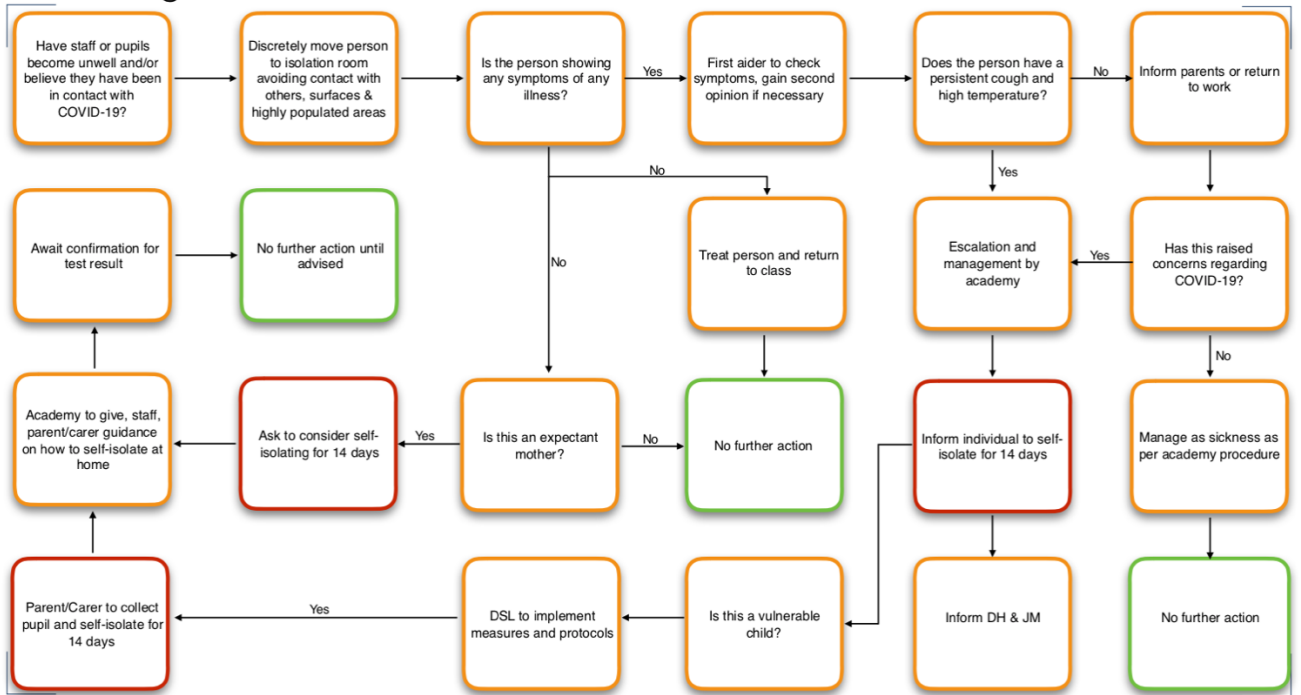 Have staff or pupils
become unwell and/or
believe they have been
in contact with
COVID-19?
Discretely move person
to isolation room
avoiding contact with
others, surfaces &
highly populated areas
Is the person showing
any symptoms of any
illness?
Yes
First aider to check
symptoms, gain second
opinion if necessary
Does the person have a
persistent cough and
high temperature?
No
Inform parents or return
to work
No
Yes
Await confirmation for
test result
No further action until
advised
No
Treat person and return
to class
Escalation and
management by
academy
Yes
Has this raised
concerns regarding
COVID-19?
No
Academy to give, staff,
parent/carer guidance
on how to self-isolate at
home
Ask to consider self-
isolating for 14 days
Yes
Is this an expectant
mother?
No
No further action
Inform individual to self-
isolate for 14 days
Manage as sickness as
per academy procedure
Parent/Carer to collect
pupil and self-isolate for
14 days
Yes
DSL to implement
measures and protocols
Is this a vulnerable
child?
Inform DH & JM
No further action